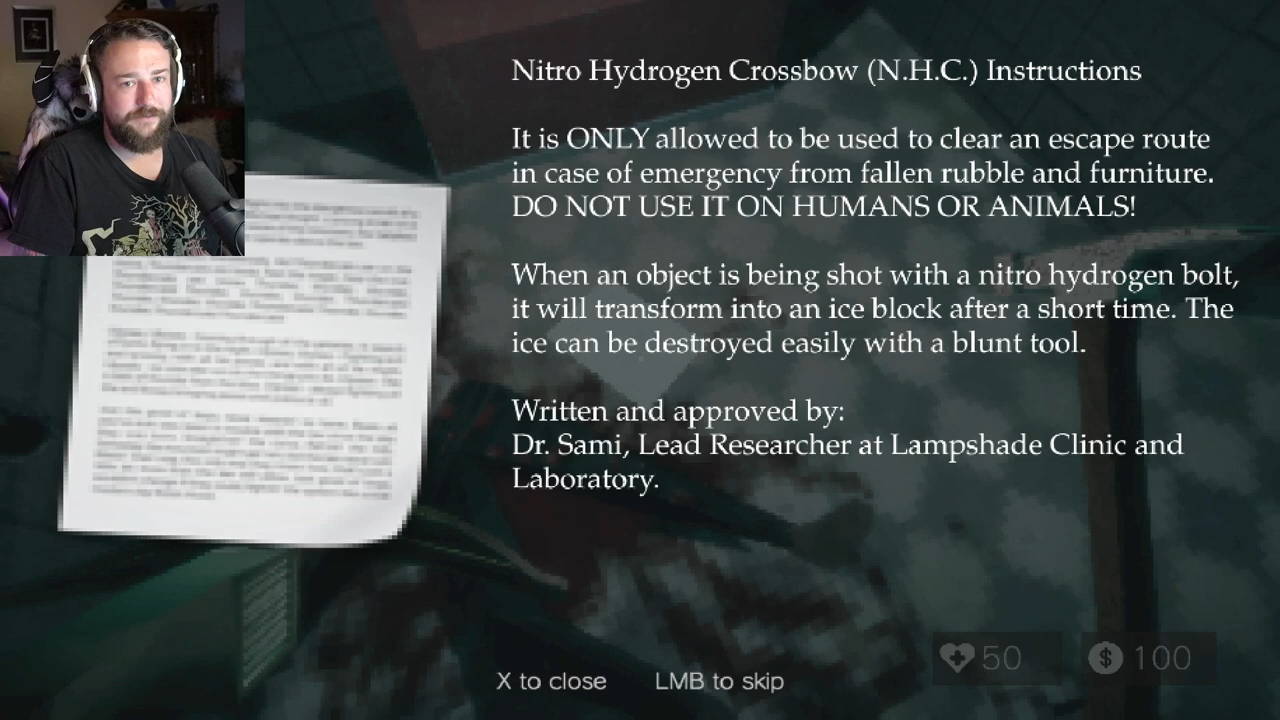 Nitro Hydrogen Crossbow (N.H.C.) Instructions
It is ONLY allowed to be used to clear an escape route
in case of emergency from fallen rubble and furniture.
DO NOT USE IT ON HUMANS OR ANIMALS!
When an object is being shot with a nitro hydrogen bolt,
it will transform into an ice block after a short time. The
ice can be destroyed easily with a blunt tool.
Written and approved by:
Dr. Sami, Lead Researcher at Lampshade Clinic and
Laboratory.
50
$ 100
X to close
LMB to skip